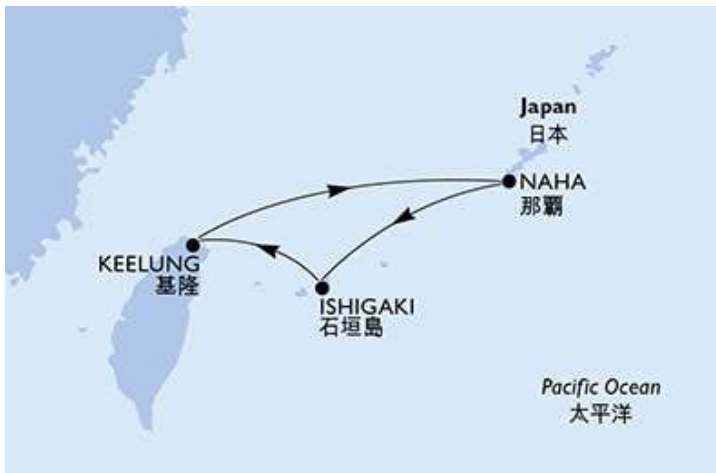 Japan
日本
NAHA
那覇
KEELUNG
基隆
ISHIGAKI
石垣島
Pacific Ocean
太平洋